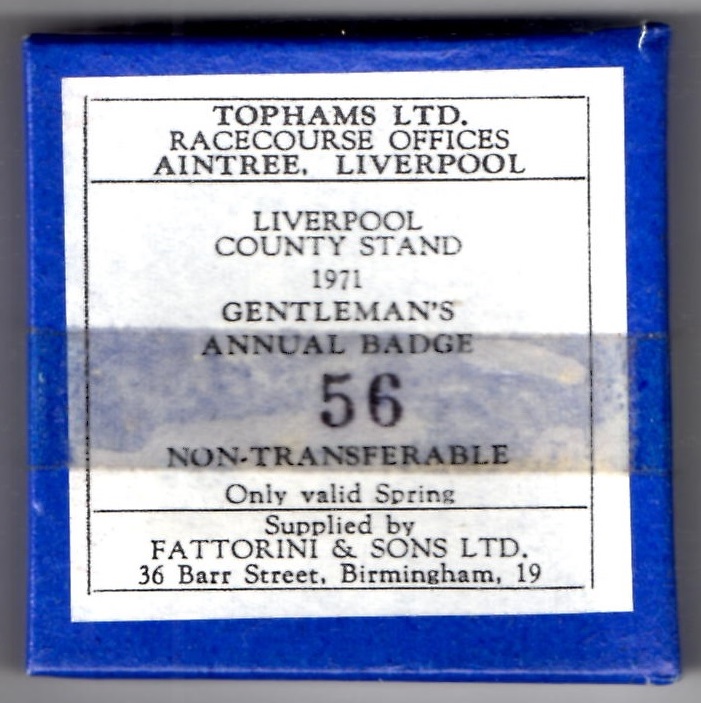 TOPHAMS LTD.
RACECOURSE OFFICES
AINTREE, LIVERPOOL
LIVERPOOL
COUNTY STAND
1971
GENTLEMAN'S
ANNUAL BADGE
56
NON-TRANSFERABLE
Only valid Spring
Supplied by
FATTORINI & SONS LTD.
36 Barr Street, Birmingham, 19